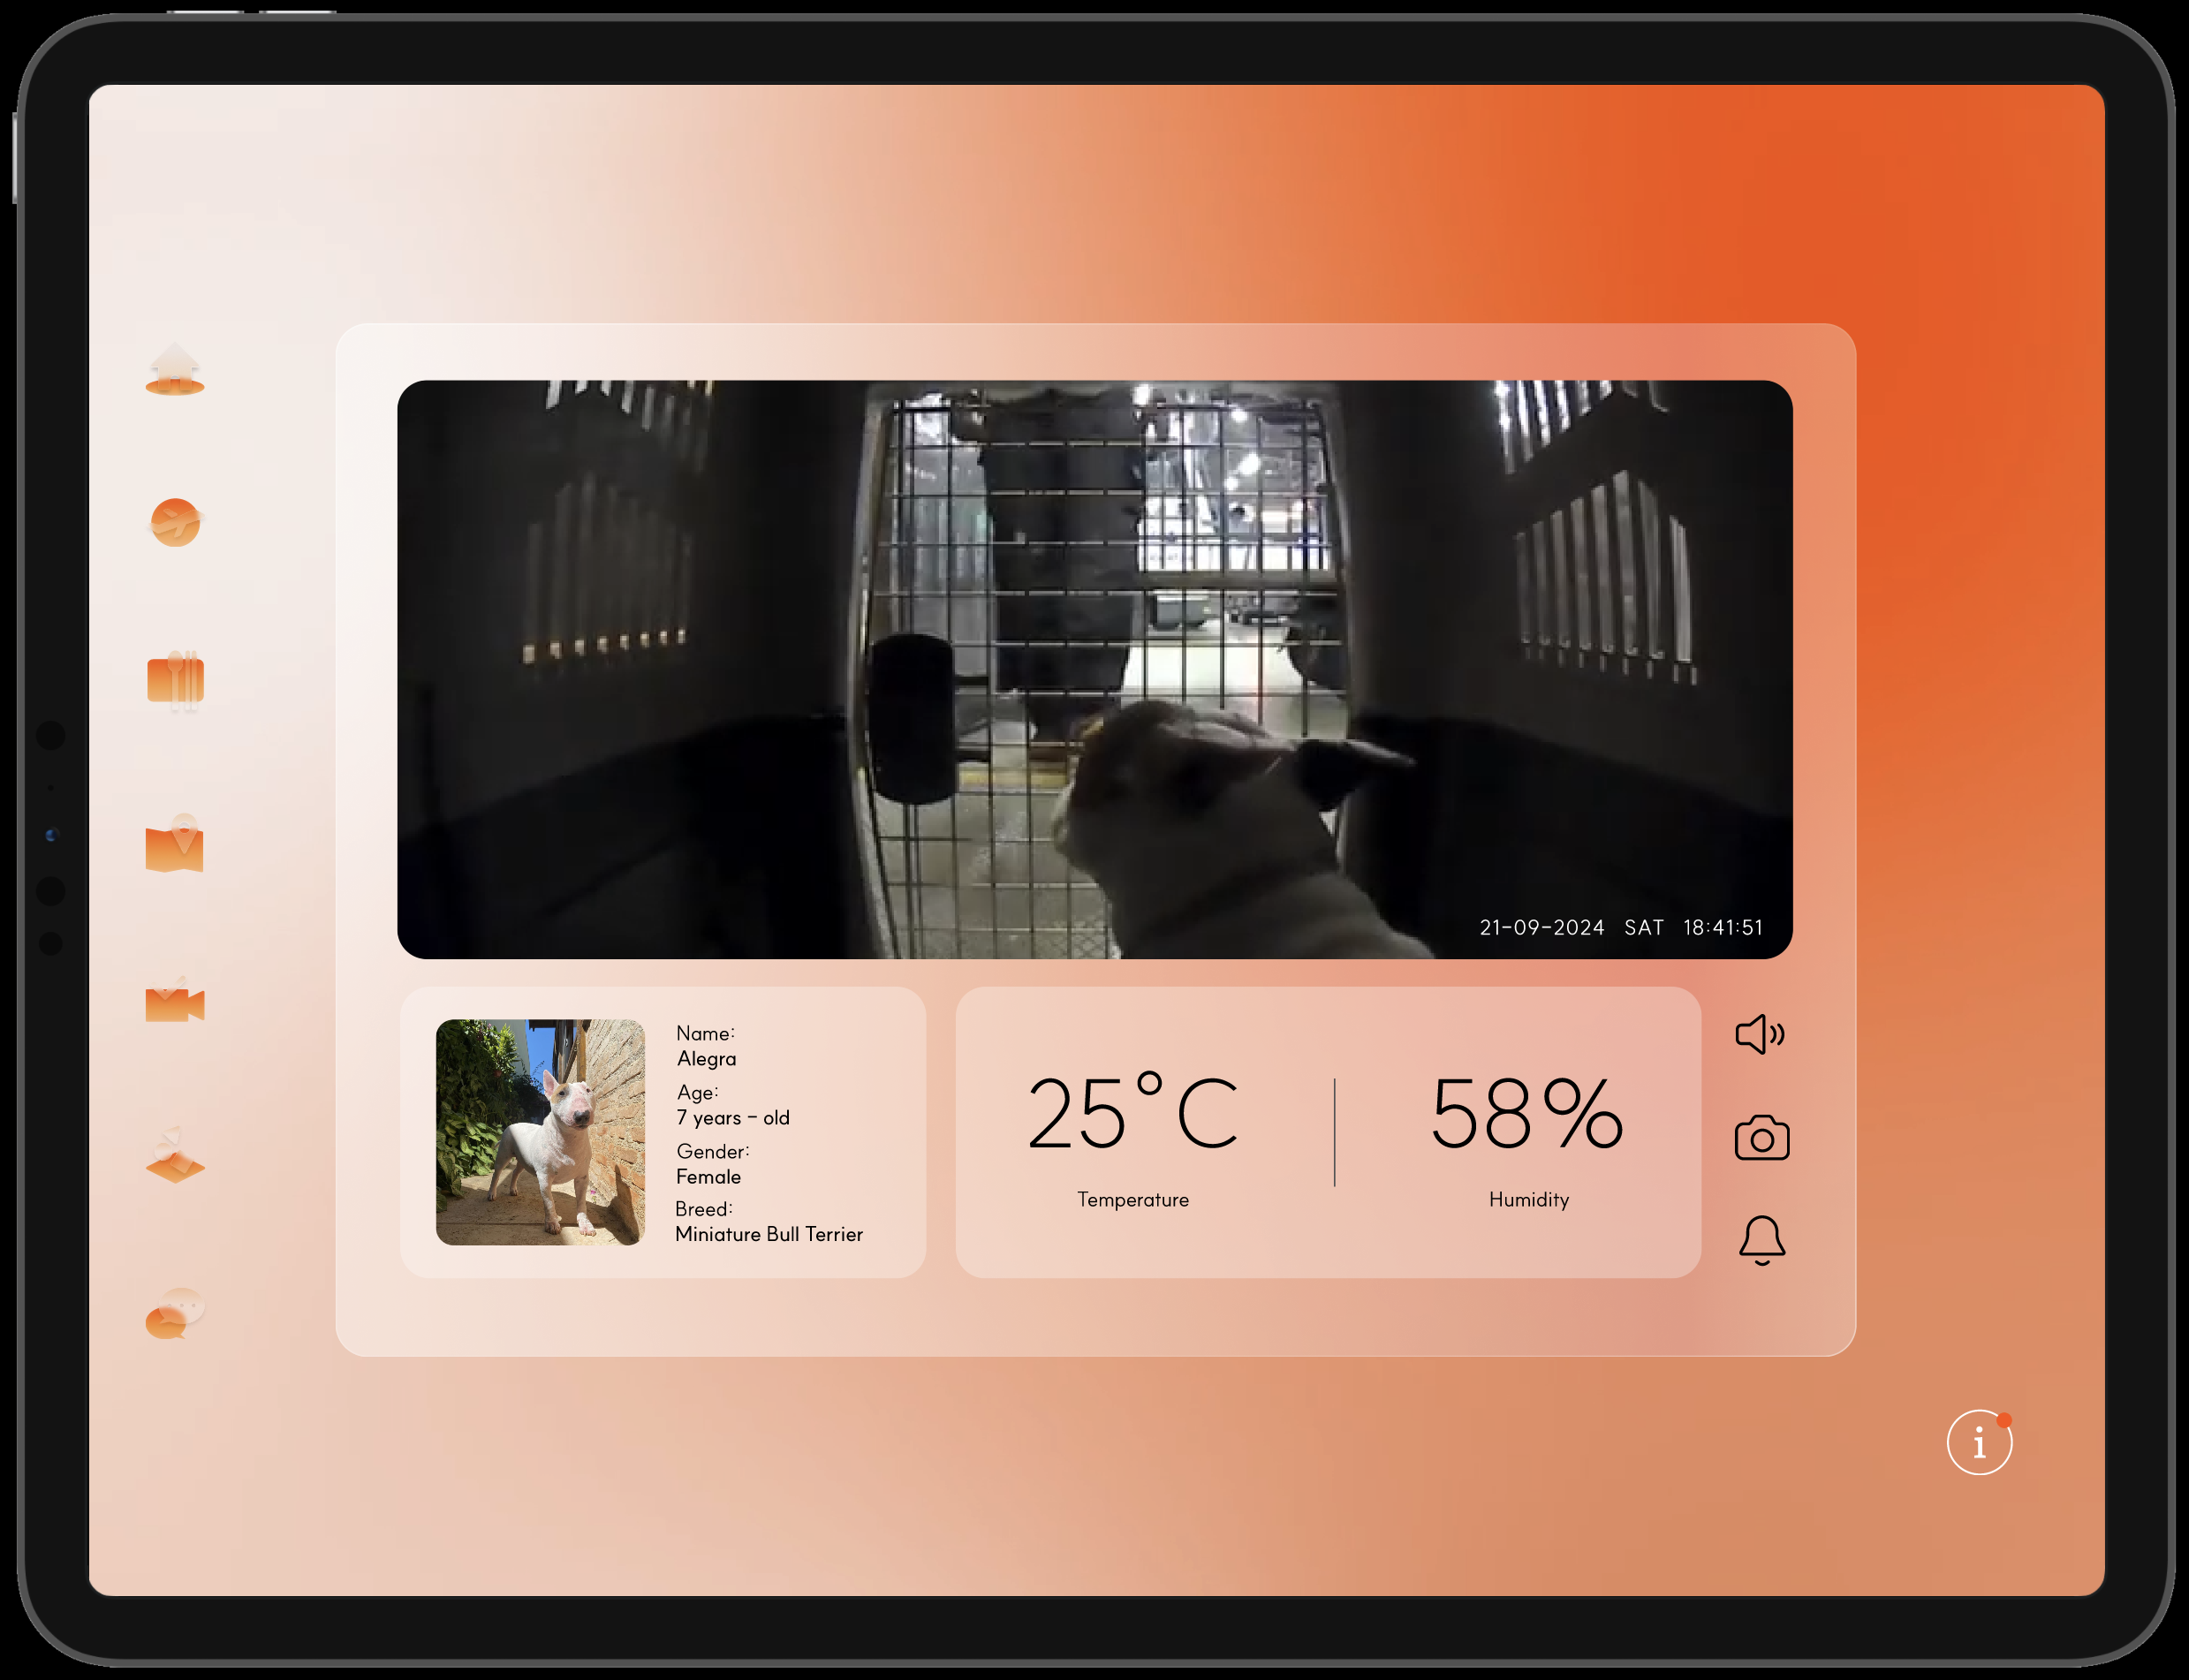 21-09-2024 SAT 18:41:51
Name:
Alegra
Age:
7 years - old
Gender:
Female
Breed:
Miniature Bull Terrier
25°C
Temperature
58%
Humidity
i